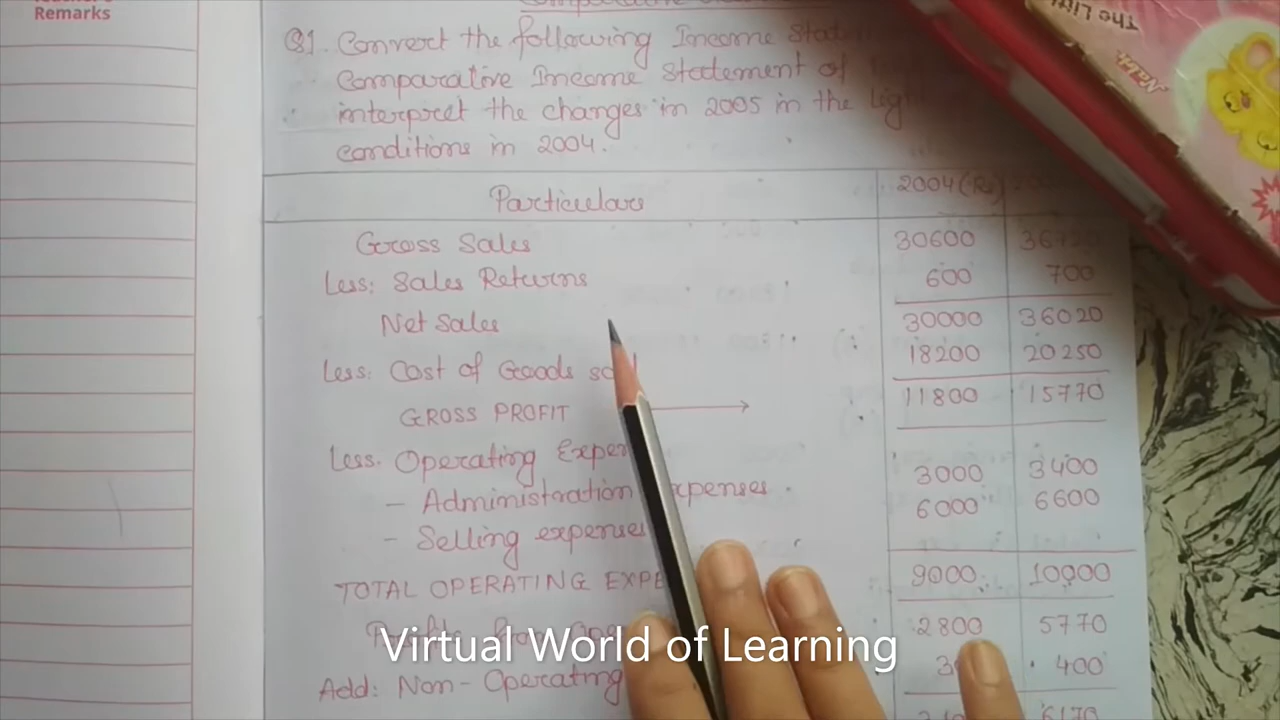 Remarks
Q1. Convert the following Income
Comparative Income Statement of
interpret the changes in 2005 in the
conditions in 2004.
Particulars 2004 (Rs)
Gross Sales 30600
Less: Sales Returns 600 700
Net Sales 30000 36020
Less: Cost of Goods 18200 20250
GROSS PROFIT 11800 15770
Less: Operating
- Administration 3000 3400
- Selling expenses 6000 6600
TOTAL OPERATING 9000 10000
2800 5770
Virtual World of Learning
Add: Non-Operating 400
6170
The